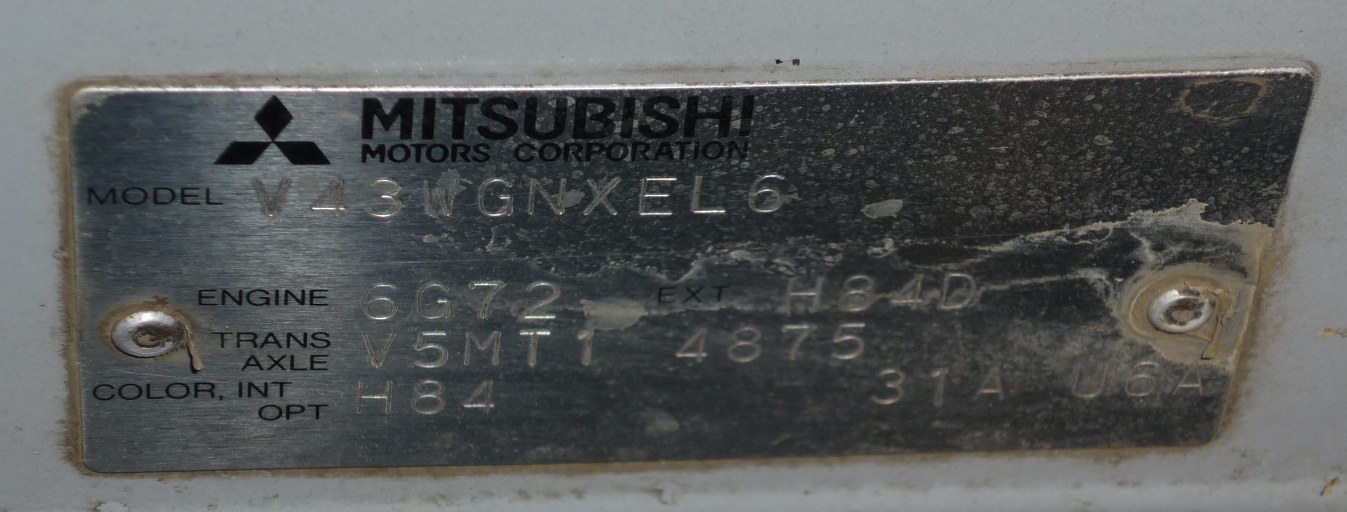 MITSUBISHI
MOTORS CORPORATION
MODEL V43WGNXEL6
ENGINE 6G72 EXT H84D
TRANS AXLE V5MT1 4875
COLOR, INT OPT H84 31A U6A